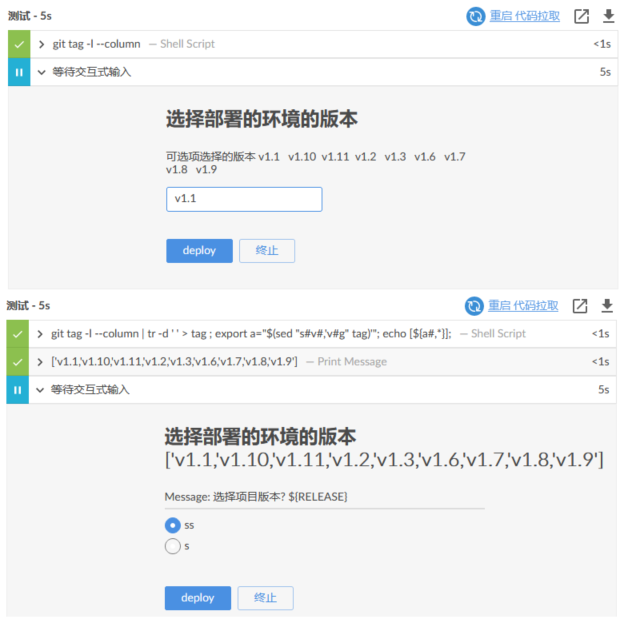 测试 - 5s 重启 代码拉取
git tag -l --column — Shell Script <1s
等待交互式输入 5s
选择部署的环境的版本
可选项选择的版本 v1.1 v1.10 v1.11 v1.2 v1.3 v1.6 v1.7
v1.8 v1.9
v1.1
deploy 终止
测试 - 5s 重启 代码拉取
git tag -l --column | tr -d ' ' > tag ; export a="$(sed "s#v#,'v#g" tag)'"; echo [${a#,*}]; — Shell Script <1s
['v1.1,'v1.10,'v1.11,'v1.2,'v1.3,'v1.6,'v1.7,'v1.8,'v1.9'] — Print Message <1s
等待交互式输入 5s
选择部署的环境的版本
['v1.1,'v1.10,'v1.11,'v1.2,'v1.3,'v1.6,'v1.7,'v1.8,'v1.9']
Message: 选择项目版本? ${RELEASE}
ss
s
deploy 终止